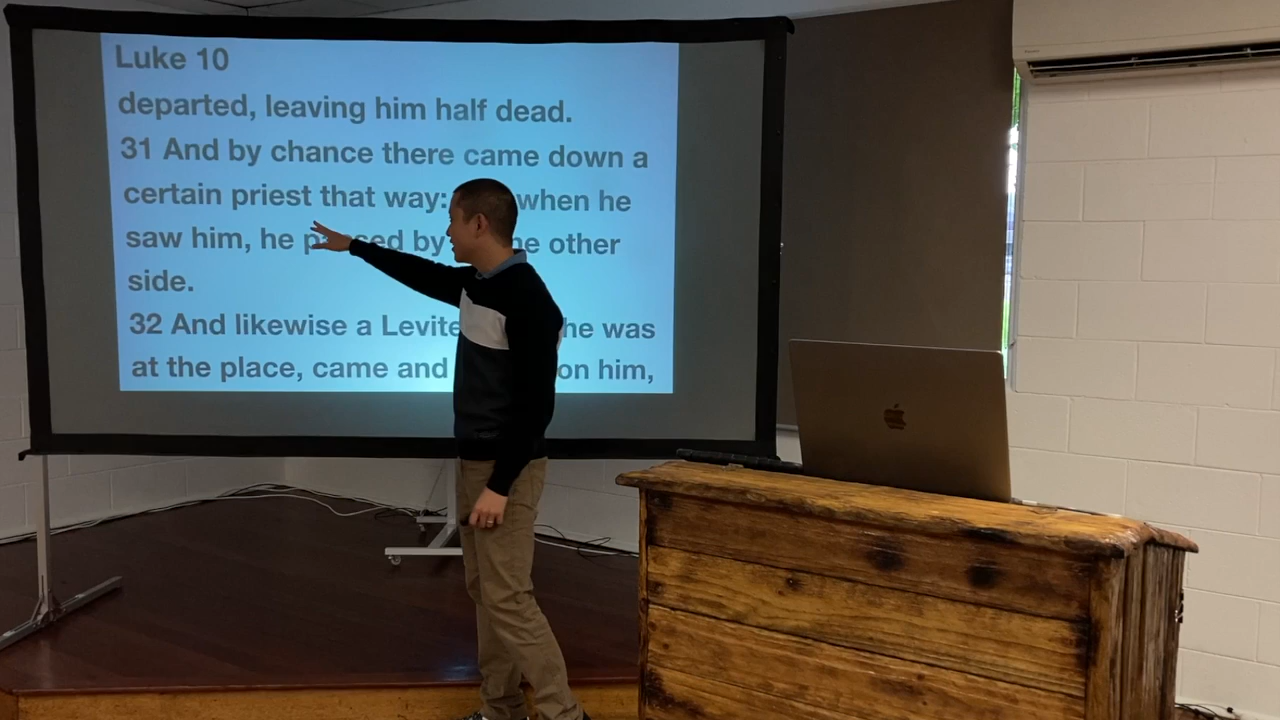 Luke 10
departed, leaving him half dead.
31 And by chance there came down a
certain priest that way: when he
saw him, he passed by other
side.
32 And likewise a Levite he was
at the place, came and on him,